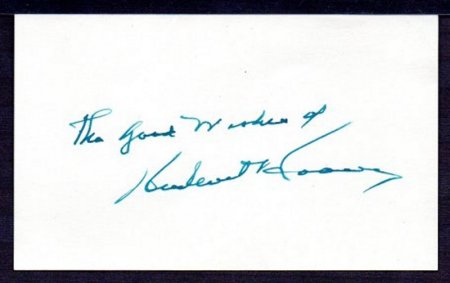 The Good Wishes of
Herbert Hoover